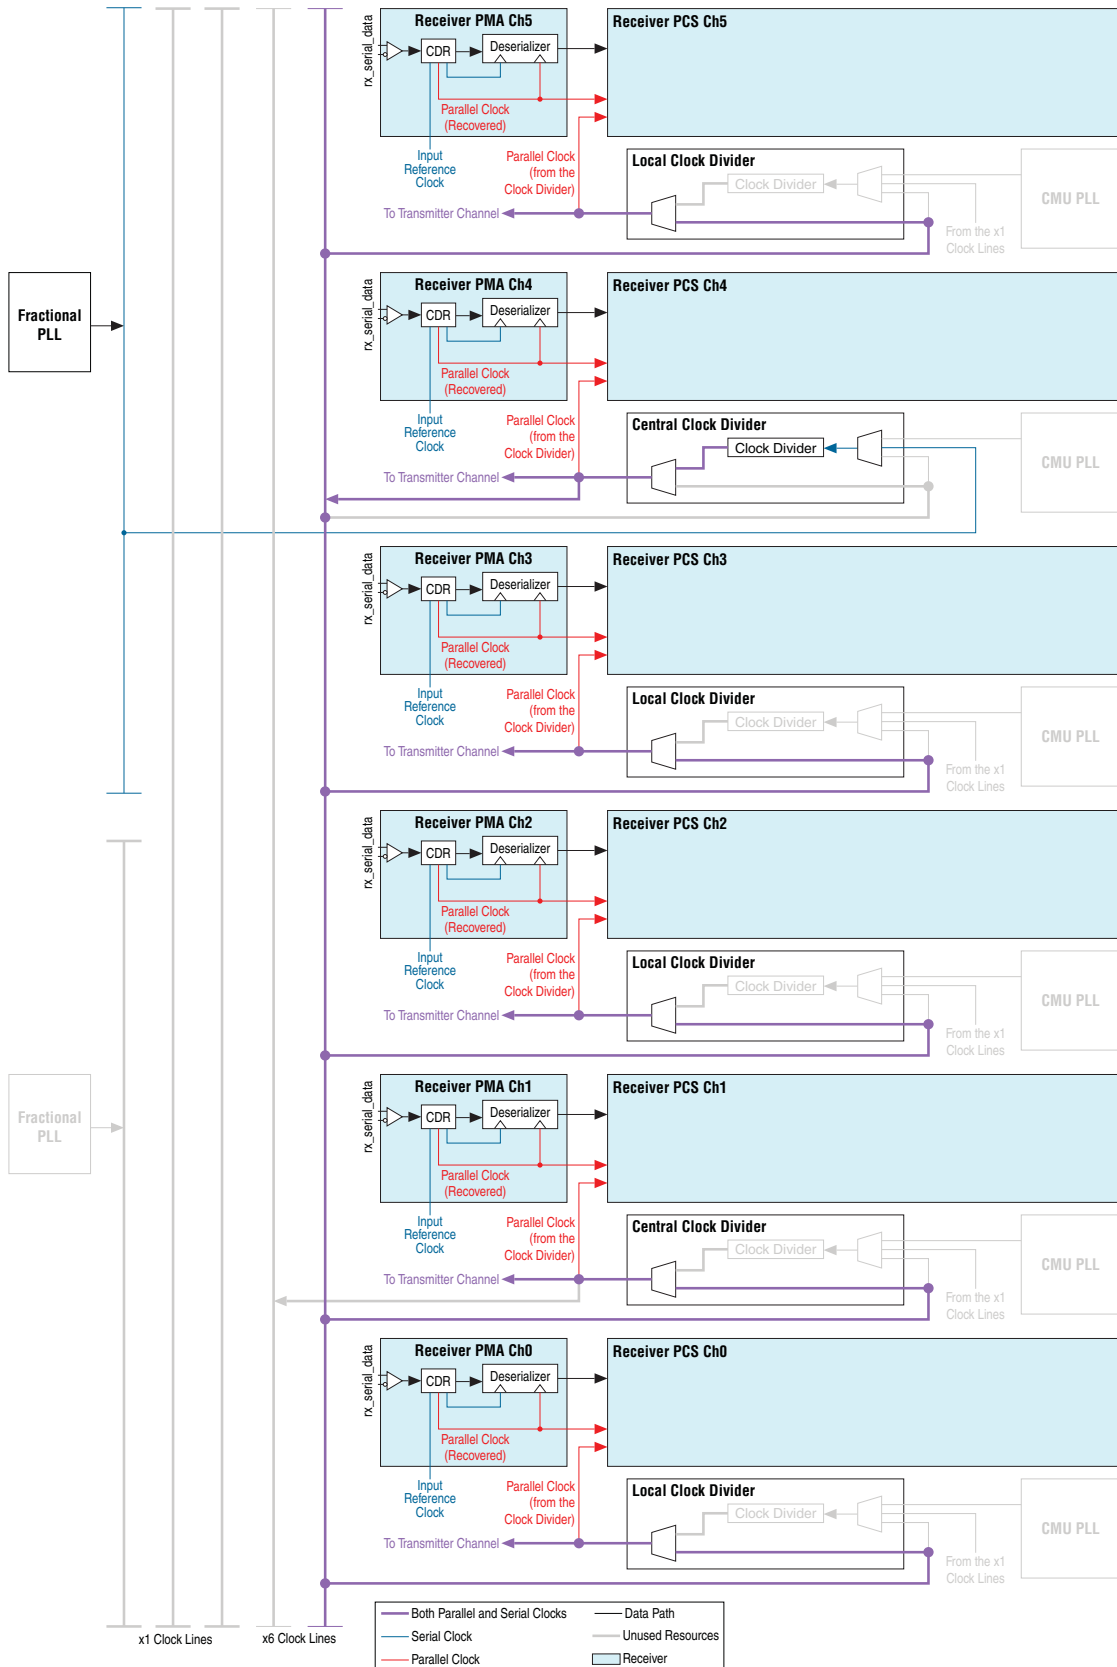 Receiver PMA Ch5
Receiver PCS Ch5
rx_serial_data
CDR
Deserializer
Parallel Clock
(Recovered)
Input
Reference
Clock
Parallel Clock
(from the
Clock Divider)
Local Clock Divider
Clock Divider
CMU PLL
To Transmitter Channel
From the x1
Clock Lines
Fractional
PLL
Receiver PMA Ch4
Receiver PCS Ch4
rx_serial_data
CDR
Deserializer
Parallel Clock
(Recovered)
Input
Reference
Clock
Parallel Clock
(from the
Clock Divider)
Central Clock Divider
Clock Divider
CMU PLL
To Transmitter Channel
Receiver PMA Ch3
Receiver PCS Ch3
rx_serial_data
CDR
Deserializer
Parallel Clock
(Recovered)
Input
Reference
Clock
Parallel Clock
(from the
Clock Divider)
Local Clock Divider
Clock Divider
CMU PLL
To Transmitter Channel
From the x1
Clock Lines
Receiver PMA Ch2
Receiver PCS Ch2
rx_serial_data
CDR
Deserializer
Parallel Clock
(Recovered)
Input
Reference
Clock
Parallel Clock
(from the
Clock Divider)
Local Clock Divider
Clock Divider
CMU PLL
To Transmitter Channel
From the x1
Clock Lines
Fractional
PLL
Receiver PMA Ch1
Receiver PCS Ch1
rx_serial_data
CDR
Deserializer
Parallel Clock
(Recovered)
Input
Reference
Clock
Parallel Clock
(from the
Clock Divider)
Central Clock Divider
Clock Divider
CMU PLL
To Transmitter Channel
From the x1
Clock Lines
Receiver PMA Ch0
Receiver PCS Ch0
rx_serial_data
CDR
Deserializer
Parallel Clock
(Recovered)
Input
Reference
Clock
Parallel Clock
(from the
Clock Divider)
Local Clock Divider
Clock Divider
CMU PLL
To Transmitter Channel
From the x1
Clock Lines
x1 Clock Lines
x6 Clock Lines
Both Parallel and Serial Clocks
Serial Clock
Parallel Clock
Data Path
Unused Resources
Receiver